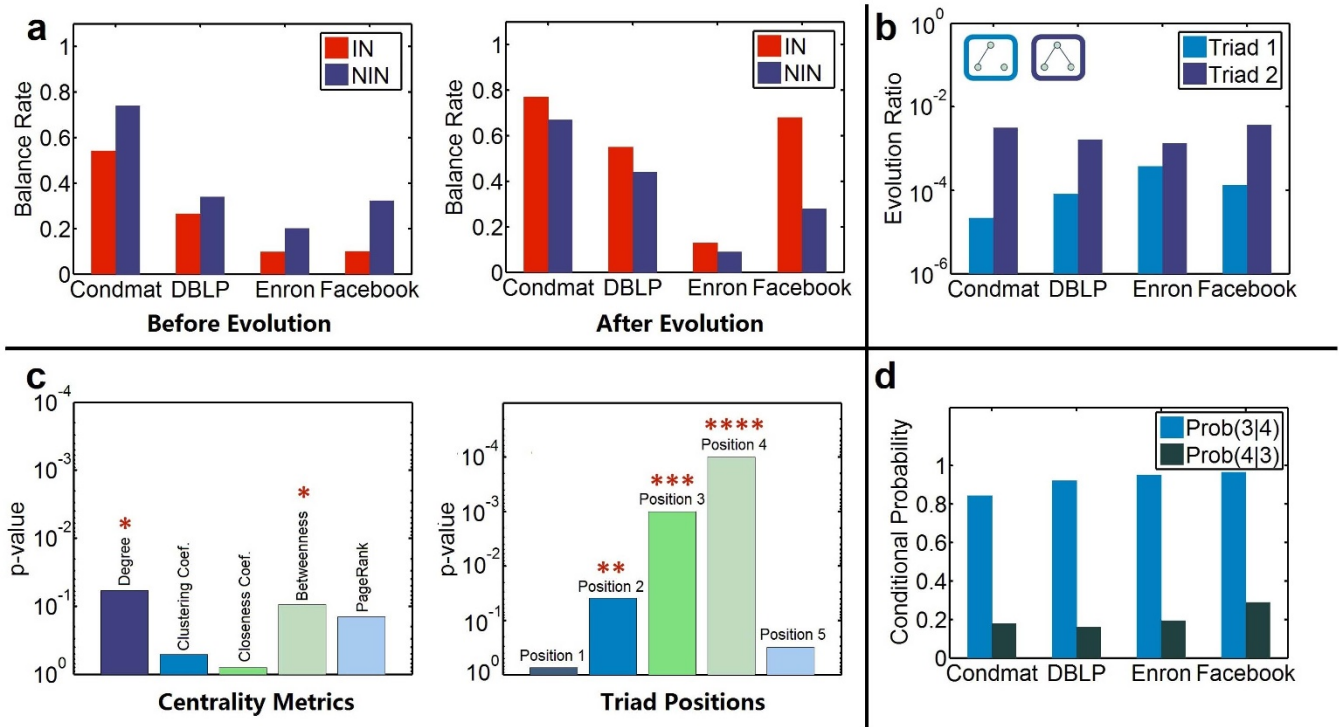 a
1
0.8
0.6
0.4
0.2
0
Balance Rate
IN
NIN
Condmat DBLP Enron Facebook
Before Evolution
1
0.8
0.6
0.4
0.2
0
Balance Rate
IN
NIN
Condmat DBLP Enron Facebook
After Evolution
b
10^0
10^-2
10^-4
10^-6
Evolution Ratio
Triad 1
Triad 2
Condmat DBLP Enron Facebook
c
10^-4
10^-3
10^-2
10^-1
10^0
p-value
*
Degree
Clustering Coef.
Closeness Coef.
*
Betweenness
PageRank
Centrality Metrics
10^-4
10^-3
10^-2
10^-1
10^0
p-value
Position 1
**
Position 2
***
Position 3
****
Position 4
Position 5
Triad Positions
d
1
0.8
0.6
0.4
0.2
0
Conditional Probability
Prob(3|4)
Prob(4|3)
Condmat DBLP Enron Facebook